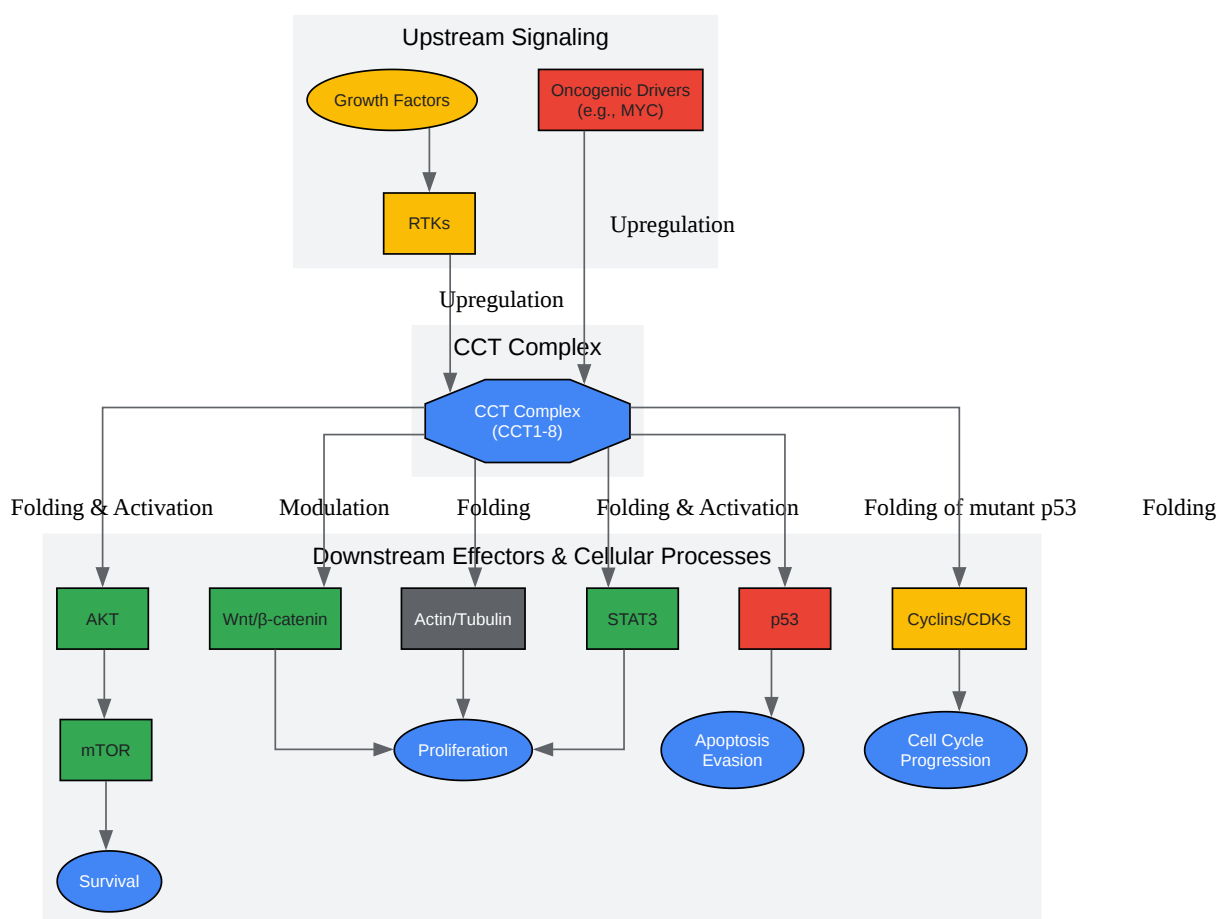 Upstream Signaling
Growth Factors
Oncogenic Drivers
(e.g., MYC)
RTKs
Upregulation
Upregulation
CCT Complex
CCT Complex
(CCT1-8)
Folding & Activation
Modulation
Folding
Folding & Activation
Folding of mutant p53
Folding
Downstream Effectors & Cellular Processes
AKT
Wnt/β-catenin
Actin/Tubulin
STAT3
p53
Cyclins/CDKs
mTOR
Proliferation
Apoptosis
Evasion
Cell Cycle
Progression
Survival